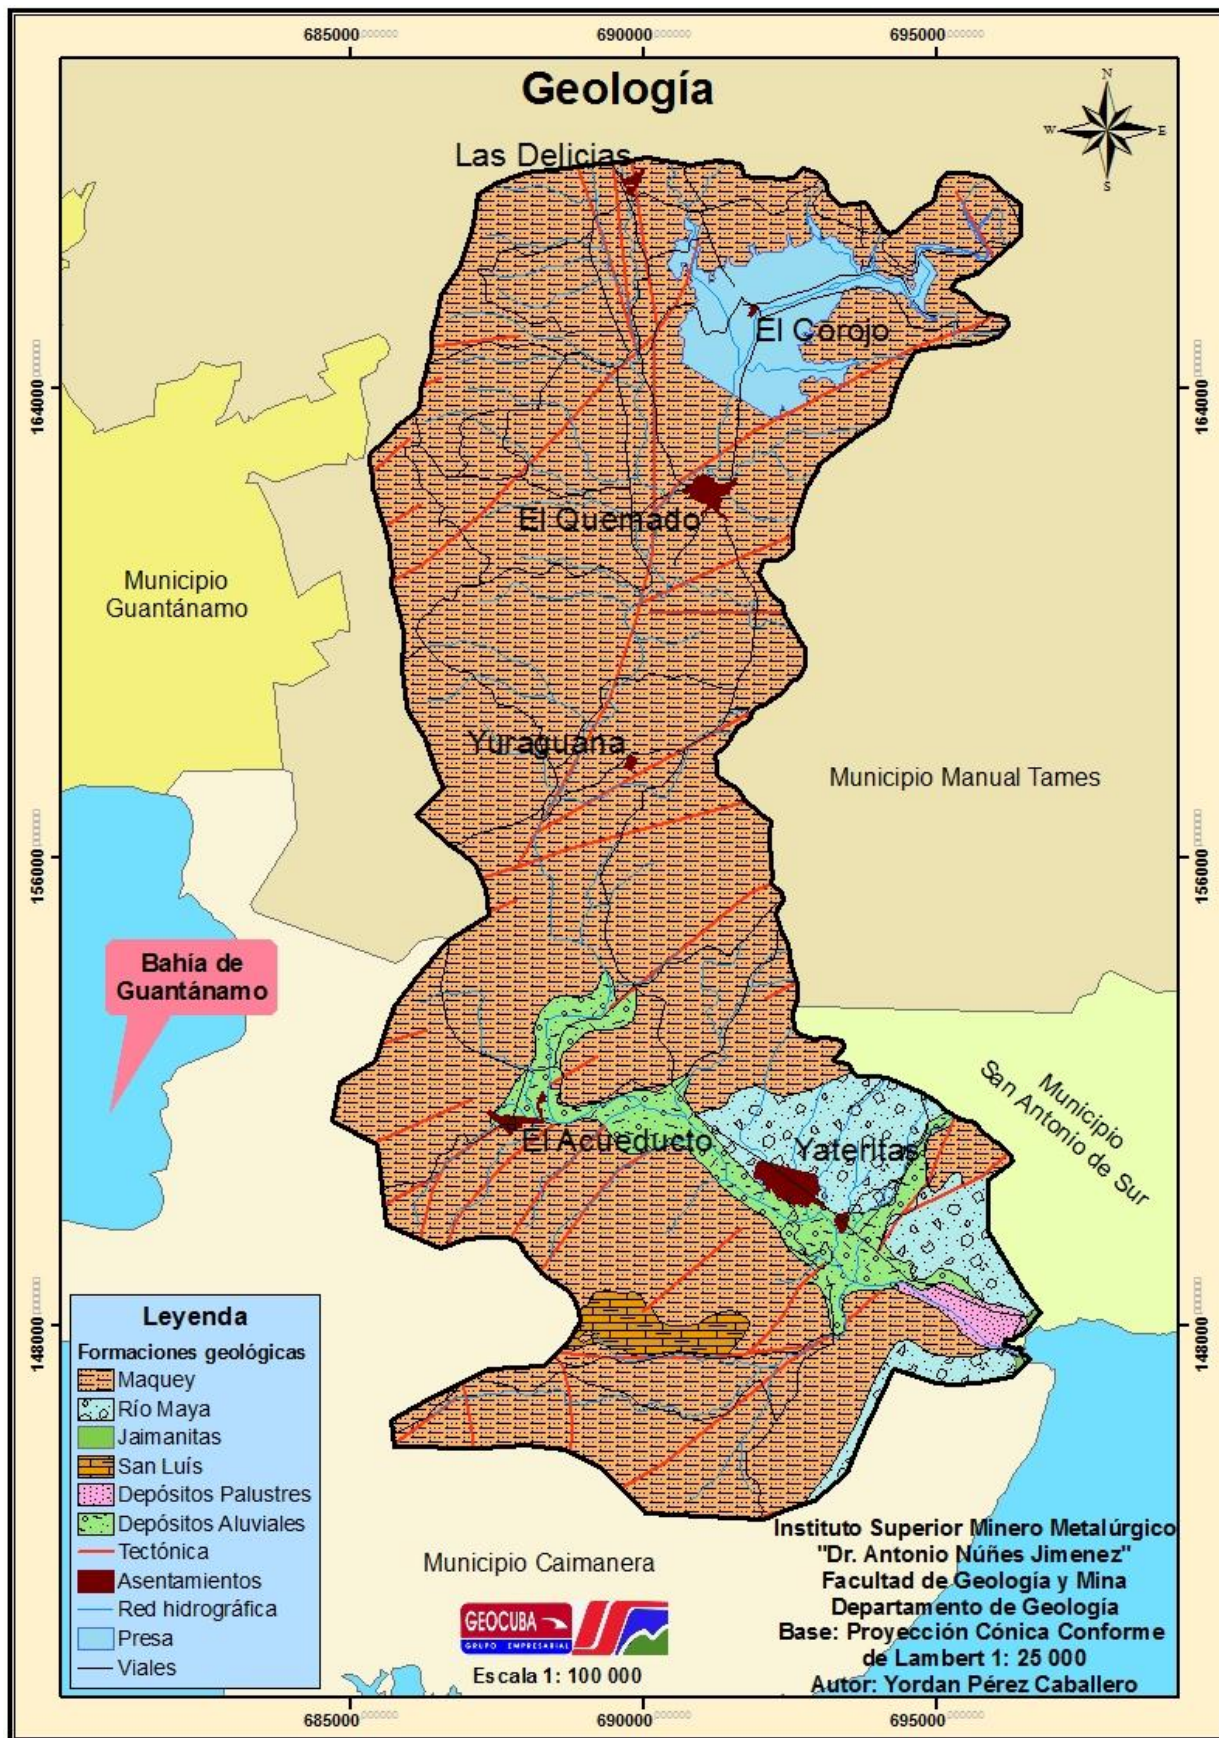 685000
690000
695000
Geología
N
W
E
S
Las Delicias
El Corojo
164000
164000
El Quemado
Municipio
Guantánamo
Yuraguana
Municipio Manual Tames
156000
156000
Bahía de
Guantánamo
Municipio
San Antonio de Sur
El Acueducto
Yateritas
148000
148000
Leyenda
Formaciones geológicas
Maquey
Río Maya
Jaimanitas
San Luís
Depósitos Palustres
Depósitos Aluviales
Tectónica
Asentamientos
Red hidrográfica
Presa
Viales
Municipio Caimanera
GEOCUBA
GRUPO EMPRESARIAL
Escala 1: 100 000
Instituto Superior Minero Metalúrgico
"Dr. Antonio Núñes Jimenez"
Facultad de Geología y Mina
Departamento de Geología
Base: Proyección Cónica Conforme
de Lambert 1: 25 000
Autor: Yordan Pérez Caballero
685000
690000
695000